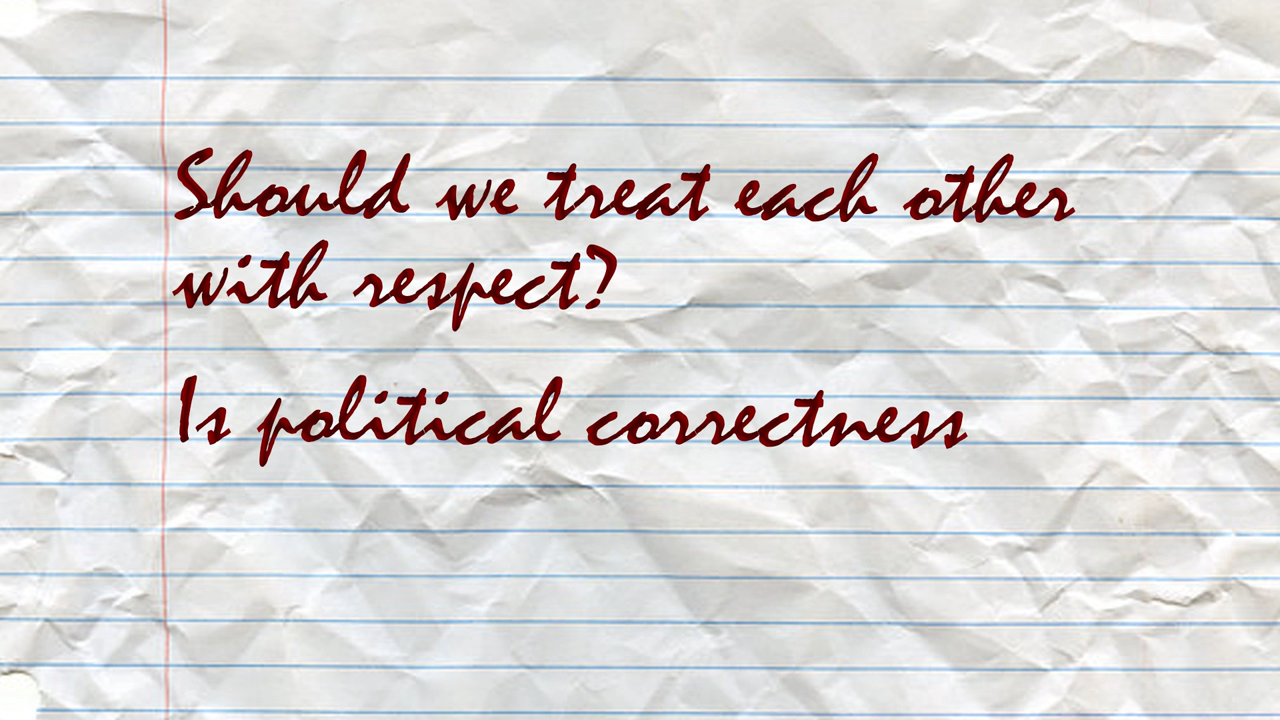 Should we treat each other
with respect?
Is political correctness